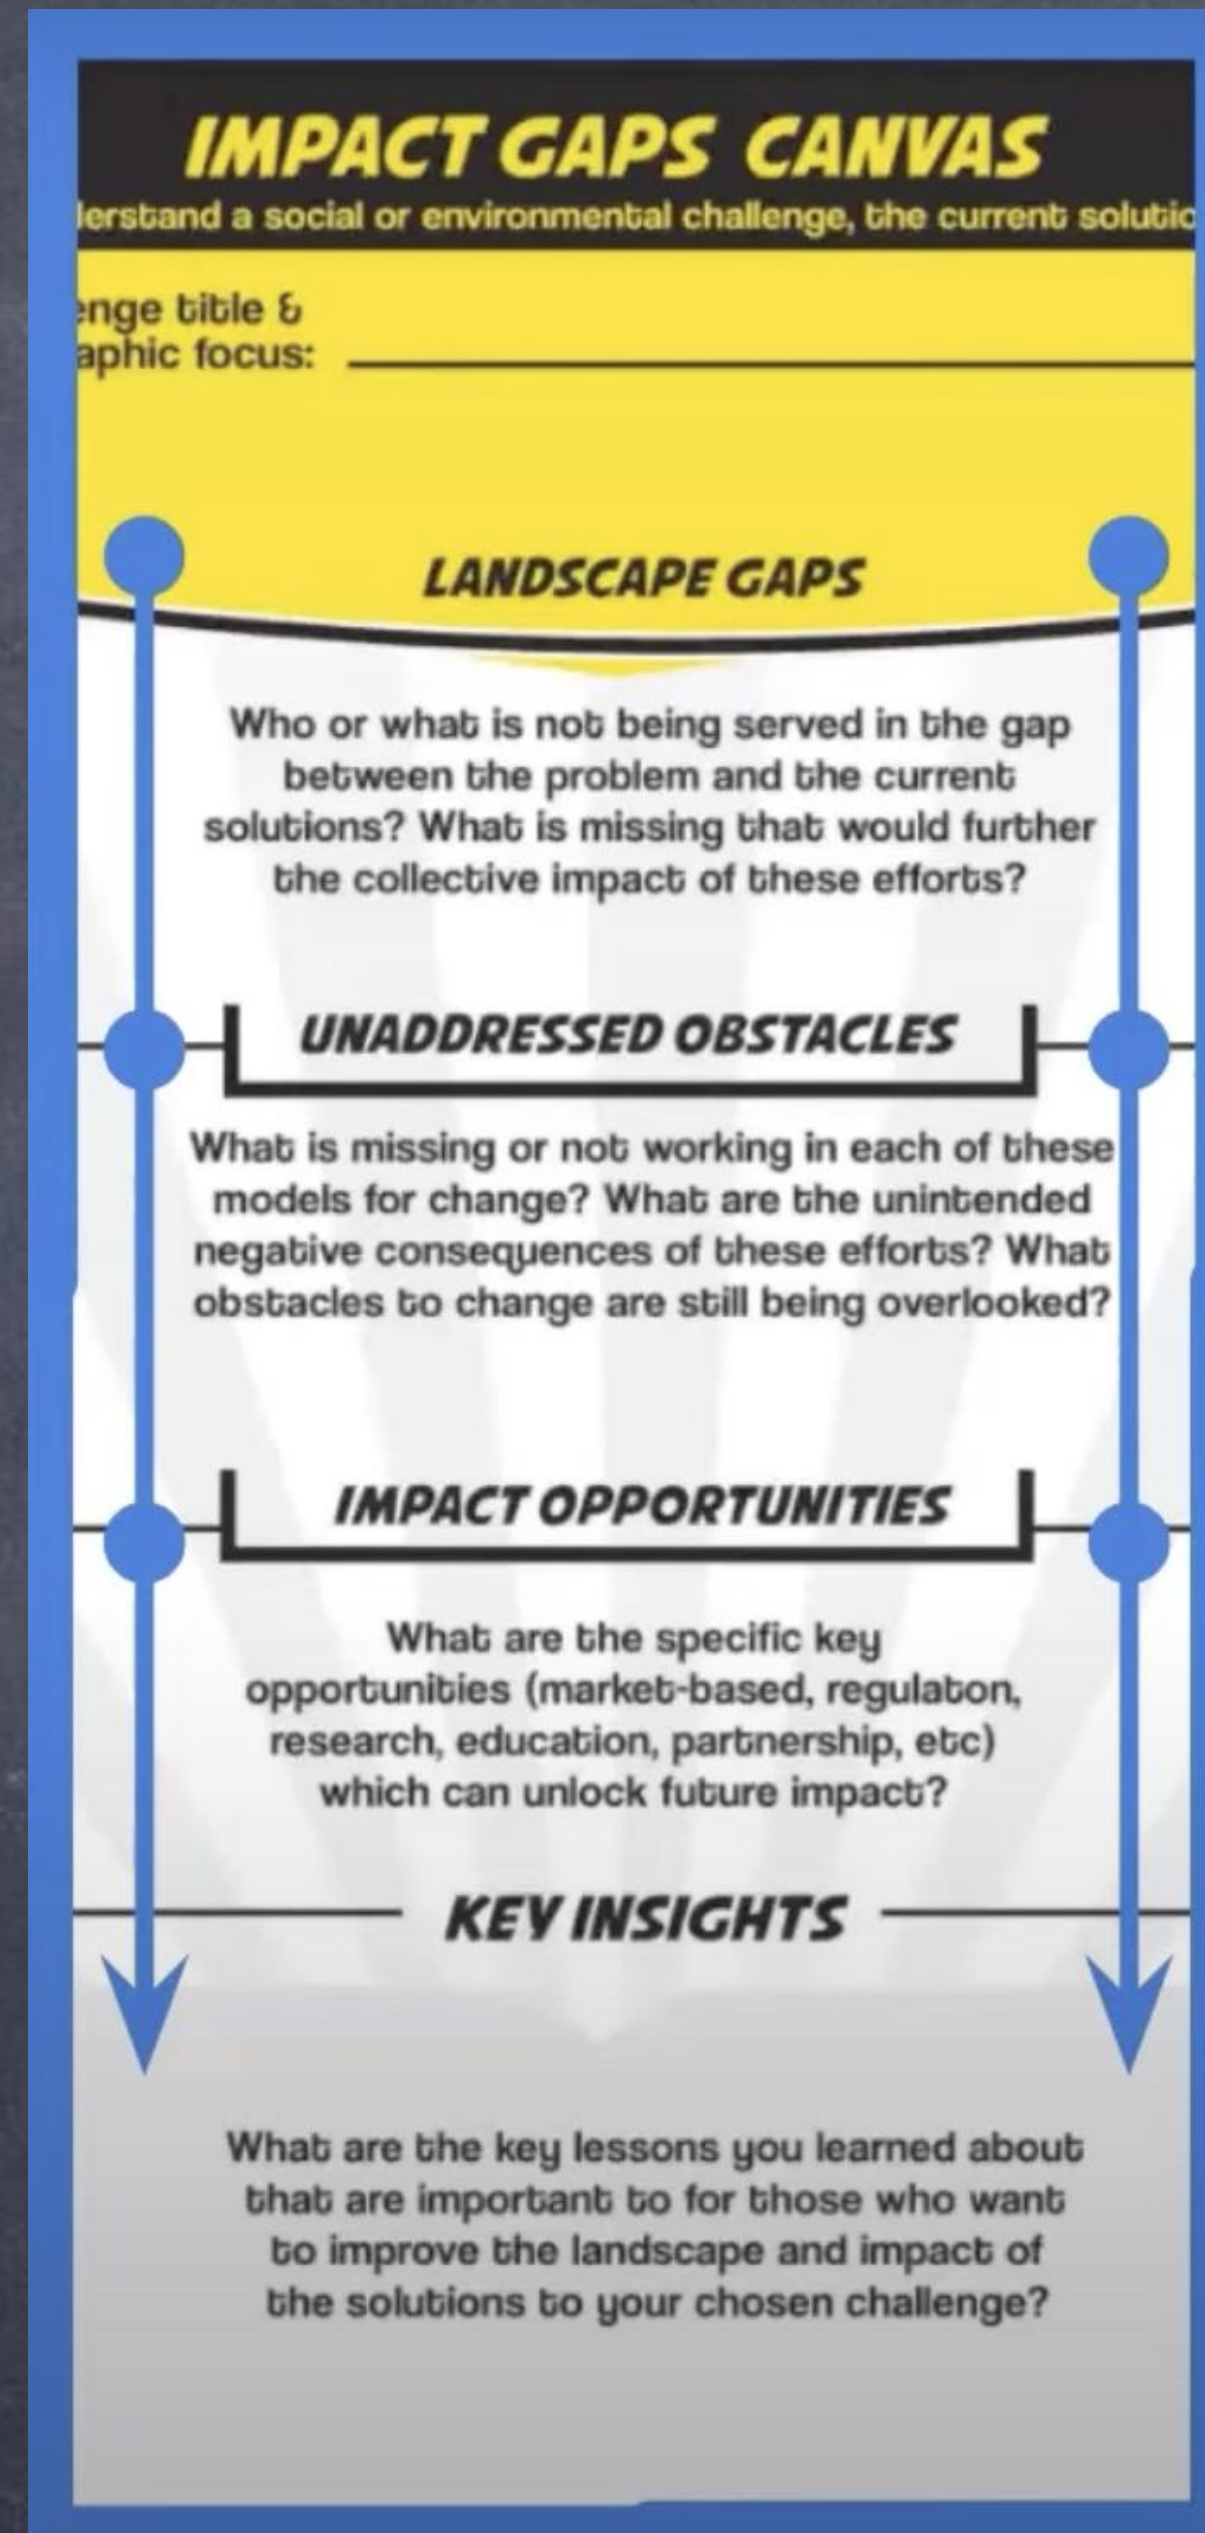 IMPACT GAPS CANVAS
derstand a social or environmental challenge, the current solutio
enge title &
aphic focus:
LANDSCAPE GAPS
Who or what is not being served in the gap
between the problem and the current
solutions? What is missing that would further
the collective impact of these efforts?
UNADDRESSED OBSTACLES
What is missing or not working in each of these
models for change? What are the unintended
negative consequences of these efforts? What
obstacles to change are still being overlooked?
IMPACT OPPORTUNITIES
What are the specific key
opportunities (market-based, regulaton,
research, education, partnership, etc)
which can unlock future impact?
KEY INSIGHTS
What are the key lessons you learned about
that are important to for those who want
to improve the landscape and impact of
the solutions to your chosen challenge?